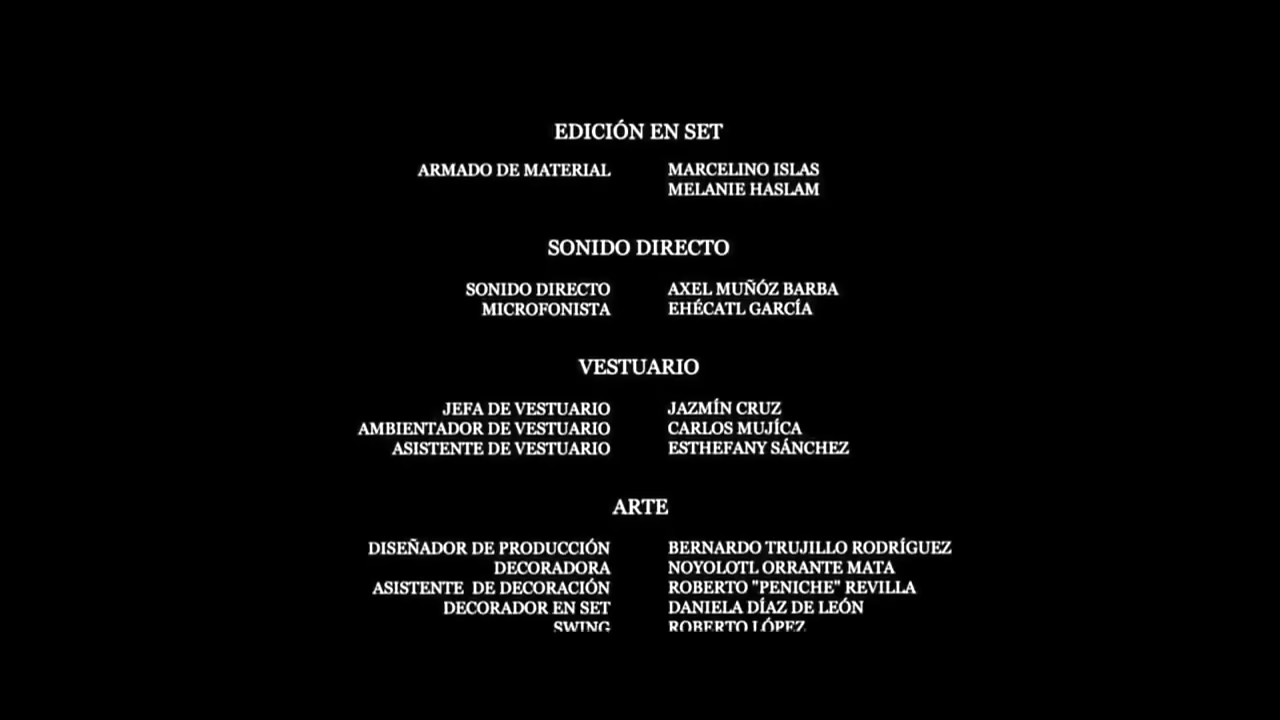 EDICIÓN EN SET
ARMADO DE MATERIAL MARCELINO ISLAS
MELANIE HASLAM
SONIDO DIRECTO
SONIDO DIRECTO AXEL MUÑÓZ BARBA
MICROFONISTA EHÉCATL GARCÍA
VESTUARIO
JEFA DE VESTUARIO JAZMÍN CRUZ
AMBIENTADOR DE VESTUARIO CARLOS MUJÍCA
ASISTENTE DE VESTUARIO ESTHEFANY SÁNCHEZ
ARTE
DISEÑADOR DE PRODUCCIÓN BERNARDO TRUJILLO RODRÍGUEZ
DECORADORA NOYOLOTL ORRANTE MATA
ASISTENTE DE DECORACIÓN ROBERTO "PENICHE" REVILLA
DECORADOR EN SET DANIELA DÍAZ DE LEÓN
SWING ROBERTO LÓPEZ